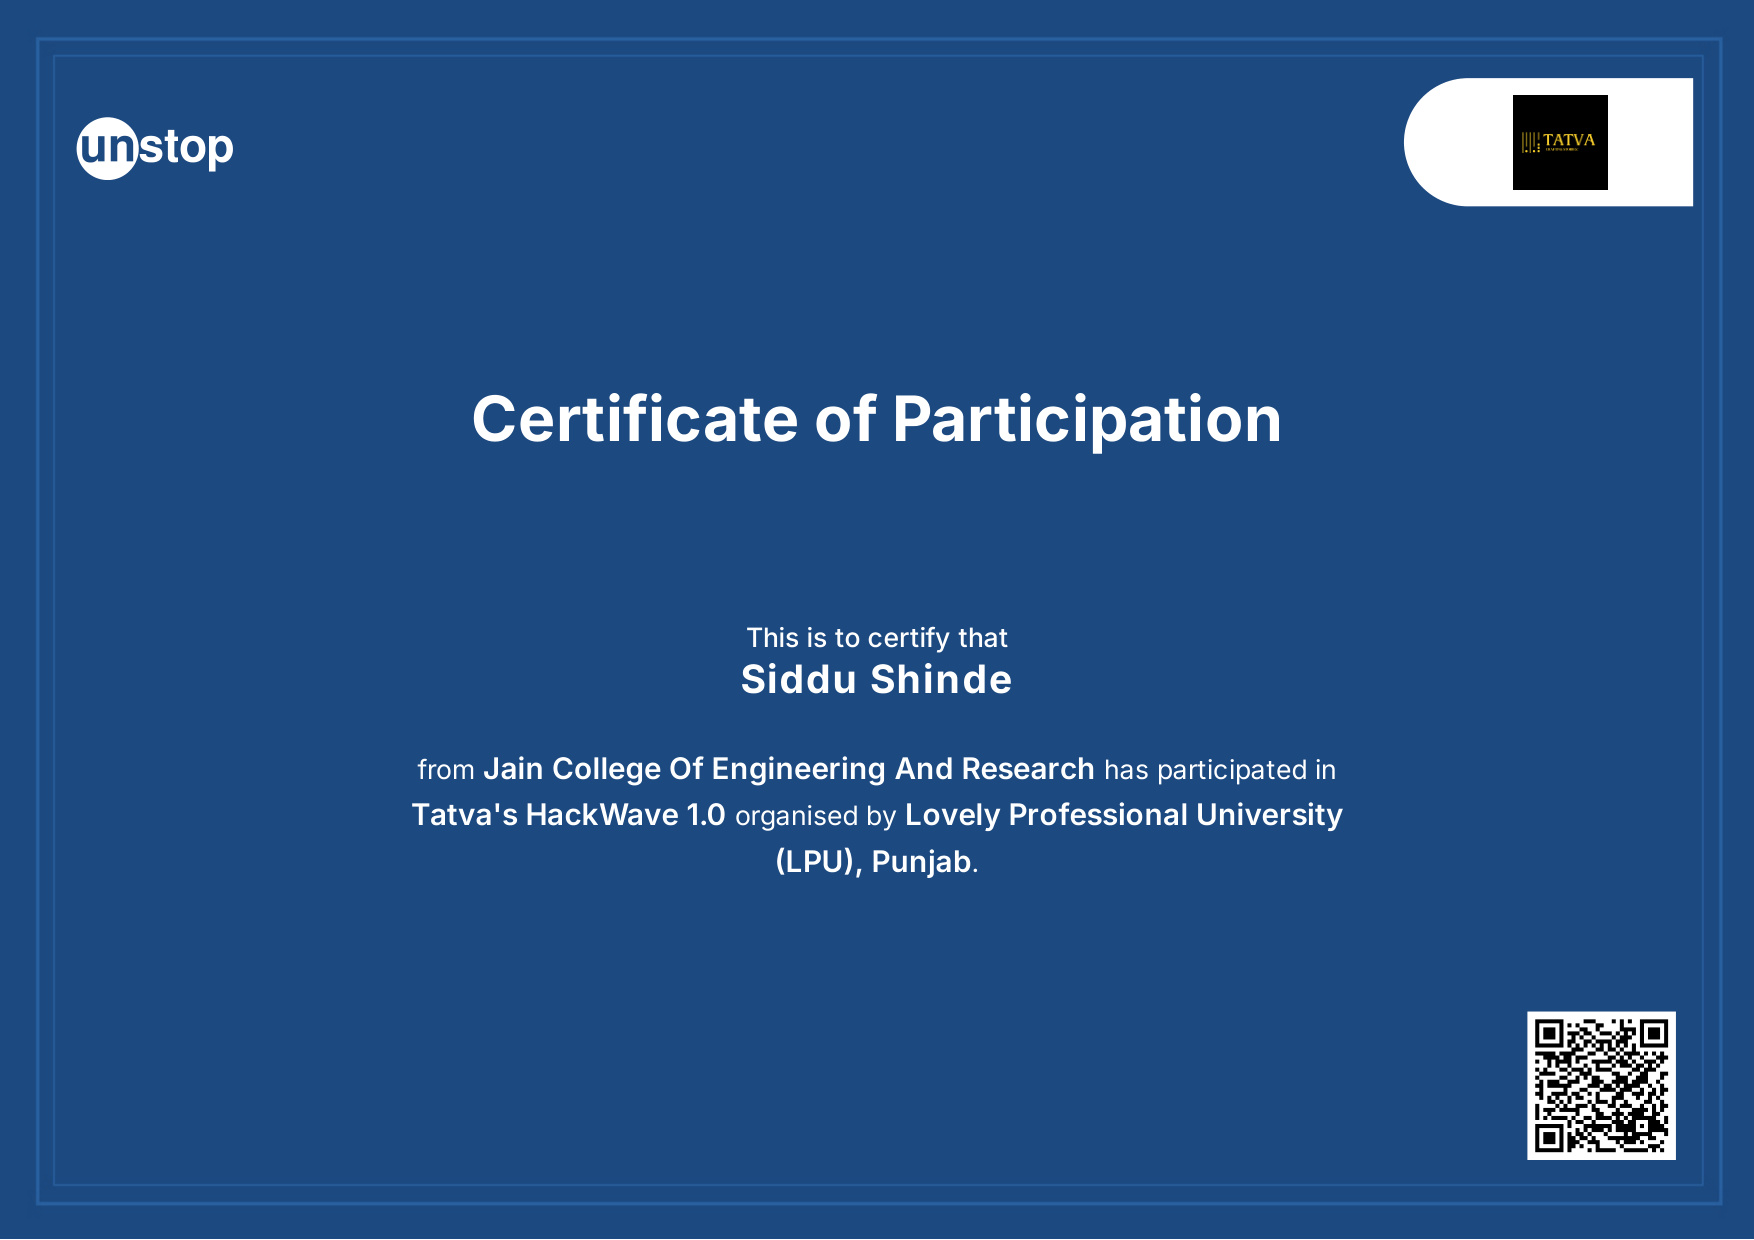 unstop
TATVA
Certificate of Participation
This is to certify that
Siddu Shinde
from Jain College Of Engineering And Research has participated in
Tatva's HackWave 1.0 organised by Lovely Professional University
(LPU), Punjab.